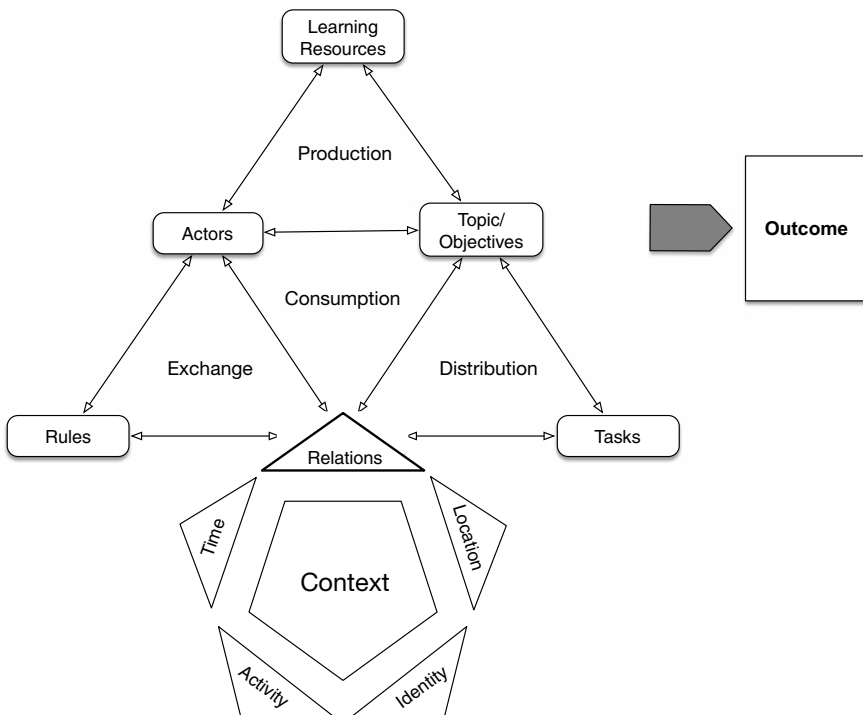 Learning
Resources
Production
Actors
Topic/
Objectives
Outcome
Consumption
Exchange
Distribution
Rules
Relations
Tasks
Time
Location
Context
Activity
Identity